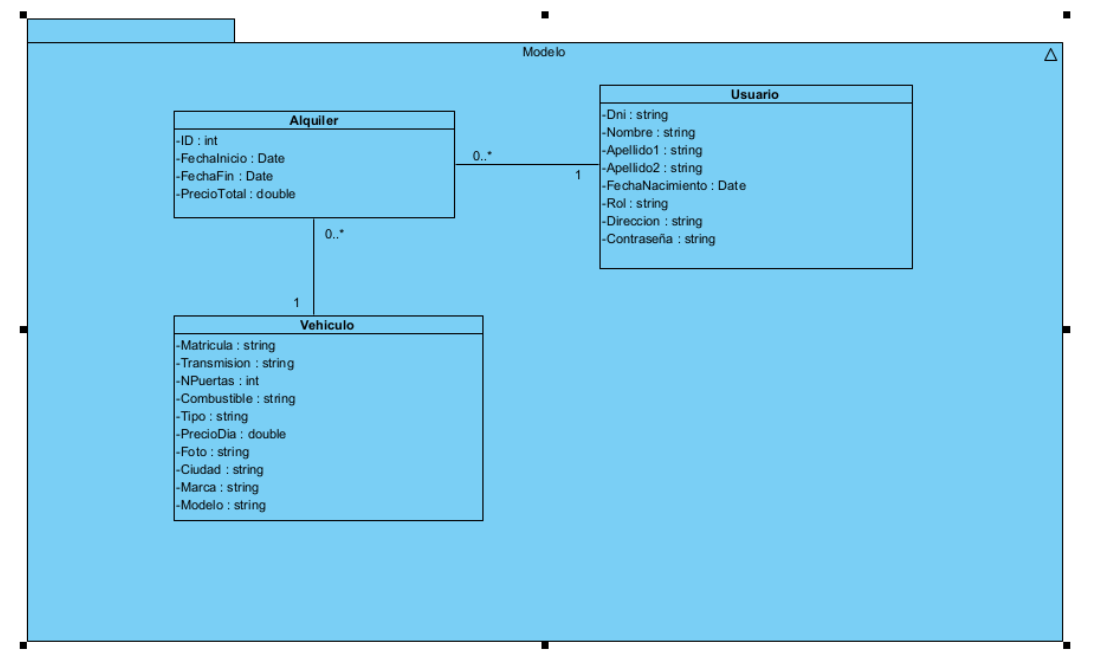 Modelo
Alquiler
-ID : int
-FechaInicio : Date
-FechaFin : Date
-PrecioTotal : double
0..*
1
Usuario
-Dni : string
-Nombre : string
-Apellido1 : string
-Apellido2 : string
-FechaNacimiento : Date
-Rol : string
-Direccion : string
-Contraseña : string
0..*
1
Vehiculo
-Matricula : string
-Transmision : string
-NPuertas : int
-Combustible : string
-Tipo : string
-PrecioDia : double
-Foto : string
-Ciudad : string
-Marca : string
-Modelo : string